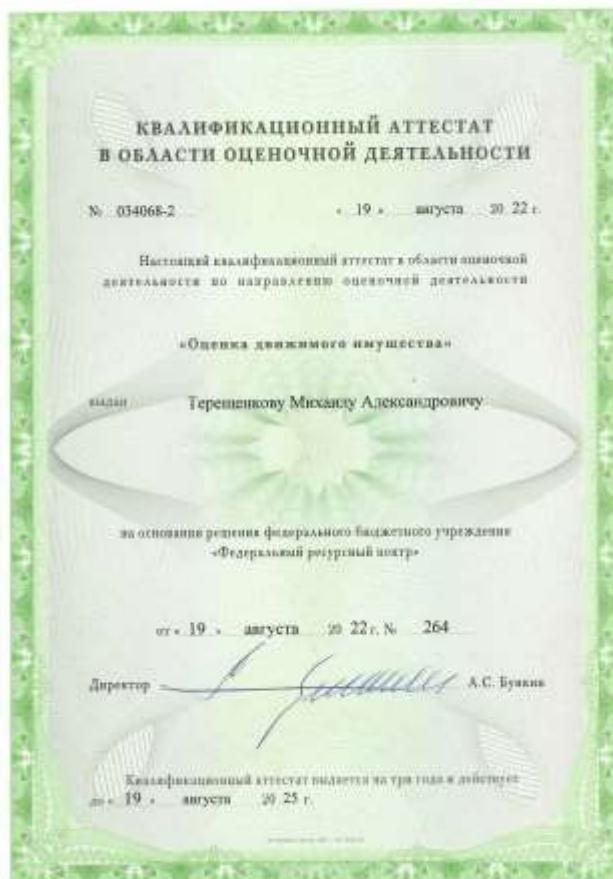 КВАЛИФИКАЦИОННЫЙ АТТЕСТАТ
В ОБЛАСТИ ОЦЕНОЧНОЙ ДЕЯТЕЛЬНОСТИ
№ 034068-2 « 19 » августа 20 22 г.
Настоящий квалификационный аттестат в области оценочной
деятельности по направлению оценочной деятельности
«Оценка движимого имущества»
выдан Терещенкову Михаилу Александровичу
на основании решения федерального бюджетного учреждения
«Федеральный ресурсный центр»
от « 19 » августа 20 22 г. № 264
Директор А.С. Бункин
Квалификационный аттестат выдается на три года и действует
до « 19 » августа 20 25 г.